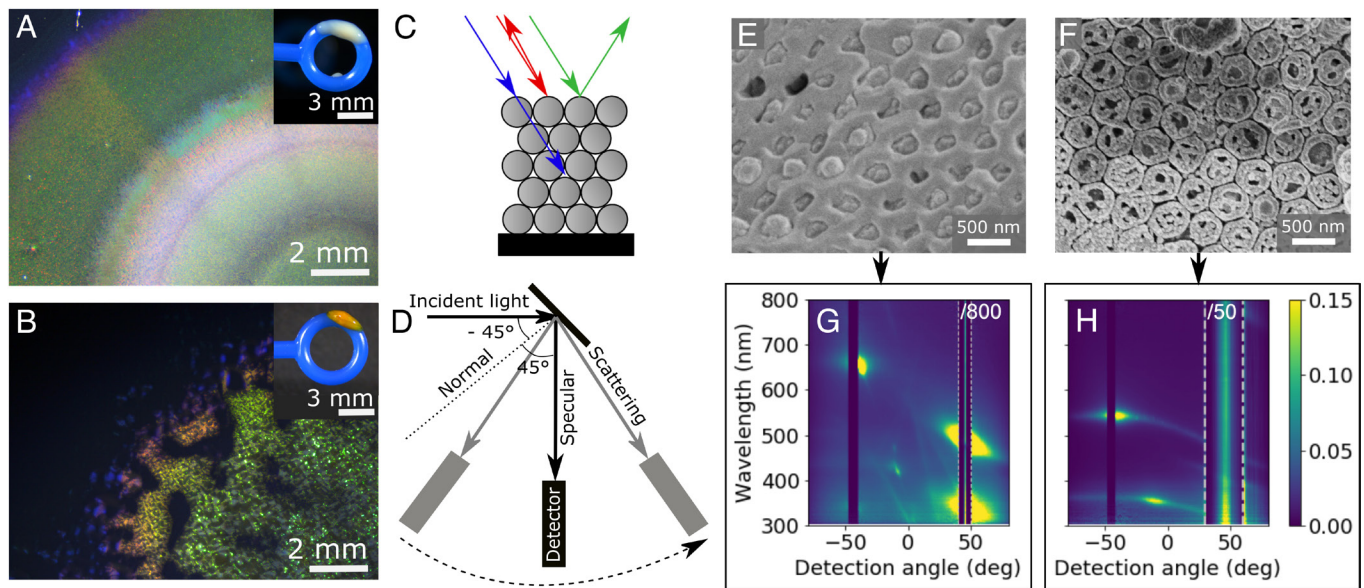 A
3 mm
2 mm
B
3 mm
2 mm
C
D
Incident light
- 45°
45°
Normal
Specular
Scattering
Detector
E
500 nm
F
500 nm
G
/800
800
700
600
500
400
300
Wavelength (nm)
−50 0 50
Detection angle (deg)
H
/50
−50 0 50
Detection angle (deg)
0.15
0.10
0.05
0.00